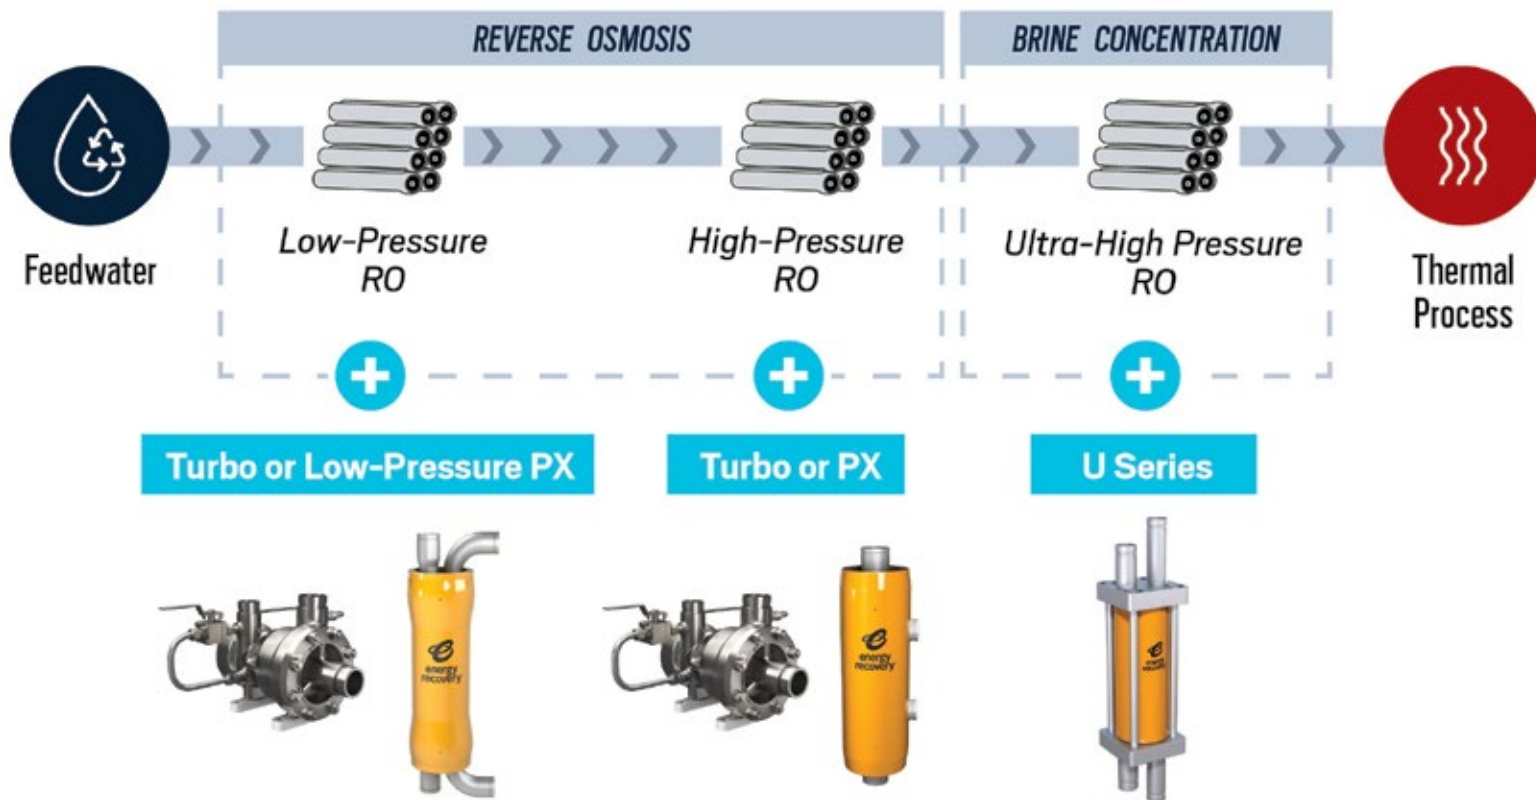 REVERSE OSMOSIS
BRINE CONCENTRATION
Feedwater
Low-Pressure
RO
High-Pressure
RO
Ultra-High Pressure
RO
Thermal
Process
Turbo or Low-Pressure PX
Turbo or PX
U Series
energy
recovery
energy
recovery
energy
recovery